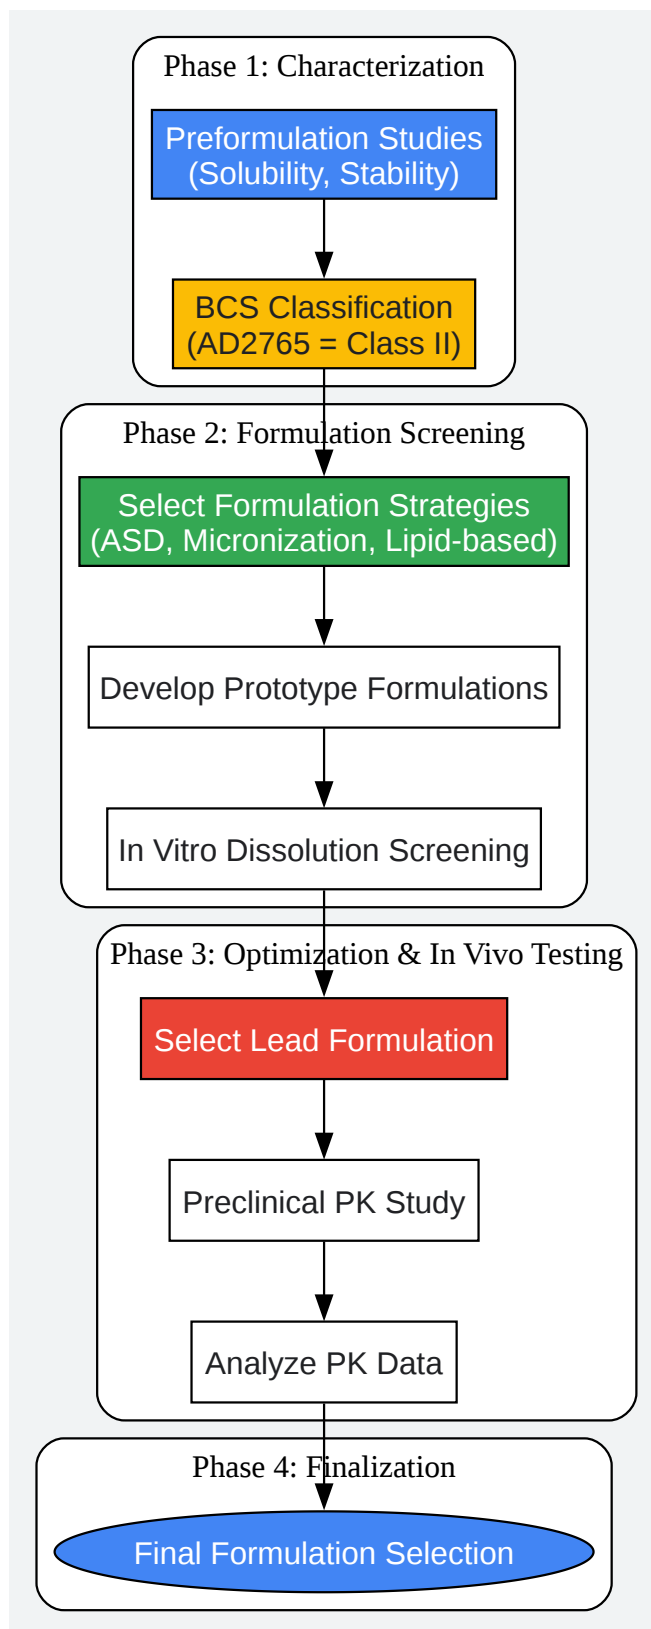 Phase 1: Characterization
Preformulation Studies
(Solubility, Stability)
BCS Classification
(AD2765 = Class II)
Phase 2: Formulation Screening
Select Formulation Strategies
(ASD, Micronization, Lipid-based)
Develop Prototype Formulations
In Vitro Dissolution Screening
Phase 3: Optimization & In Vivo Testing
Select Lead Formulation
Preclinical PK Study
Analyze PK Data
Phase 4: Finalization
Final Formulation Selection